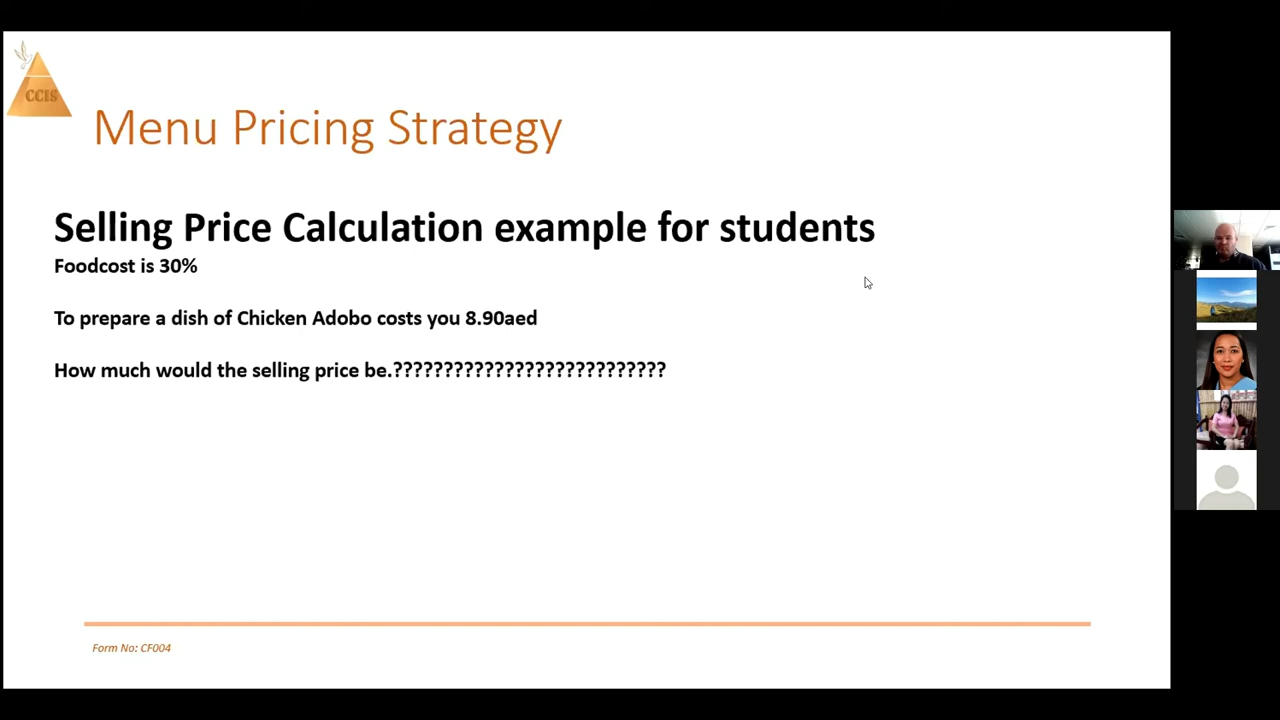 CCIS
Menu Pricing Strategy
Selling Price Calculation example for students
Foodcost is 30%
To prepare a dish of Chicken Adobo costs you 8.90aed
How much would the selling price be.???????????????????????????
Form No: CF004